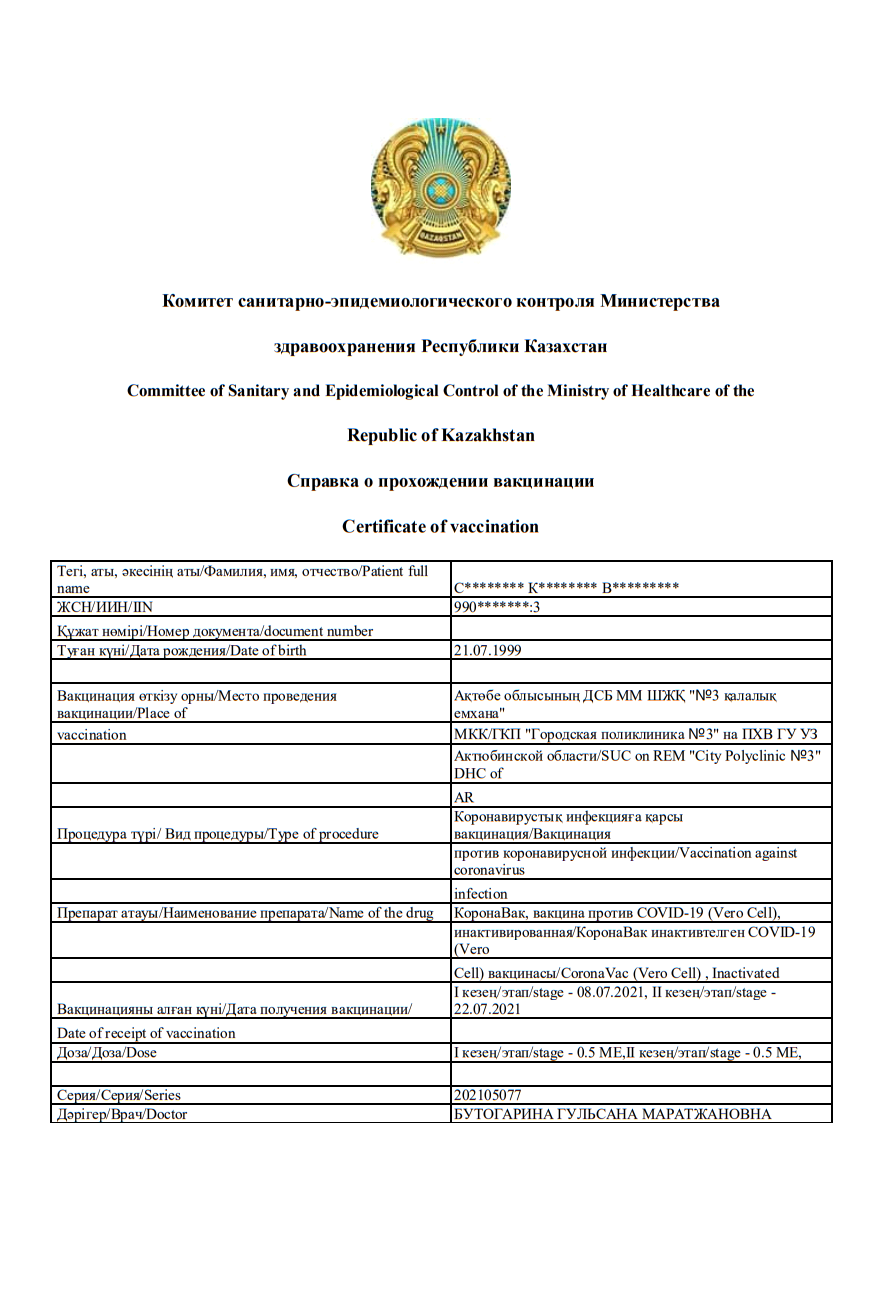 QAZAQSTAN
Комитет санитарно-эпидемиологического контроля Министерства
здравоохранения Республики Казахстан
Committee of Sanitary and Epidemiological Control of the Ministry of Healthcare of the
Republic of Kazakhstan
Справка о прохождении вакцинации
Certificate of vaccination
Тегі, аты, әкесінің аты/Фамилия, имя, отчество/Patient full
name
С******** К******** В*********
ЖСН/ИИН/IIN
990*******:3
Құжат нөмірі/Номер документа/document number
Туған күні/Дата рождения/Date of birth
21.07.1999
Вакцинация өткізу орны/Место проведения
вакцинации/Place of
Ақтөбе облысының ДСБ ММ ШЖҚ "№3 қалалық
емхана"
vaccination
МКК/ГКП "Городская поликлиника №3" на ПХВ ГУ УЗ
Актюбинской области/SUC on REM "City Polyclinic №3"
DHC of
AR
Процедура түрі/ Вид процедуры/Type of procedure
Коронавирустық инфекцияға қарсы
вакцинация/Вакцинация
против коронавирусной инфекции/Vaccination against
coronavirus
infection
Препарат атауы/Наименование препарата/Name of the drug
КоронаВак, вакцина против COVID-19 (Vero Cell),
инактивированная/КоронаВак инактивтелген COVID-19
(Vero
Cell) вакцинасы/CoronaVac (Vero Cell) , Inactivated
Вакцинацияны алған күні/Дата получения вакцинации/
I кезең/этап/stage - 08.07.2021, II кезең/этап/stage -
22.07.2021
Date of receipt of vaccination
Доза/Доза/Dose
I кезең/этап/stage - 0.5 МЕ,II кезең/этап/stage - 0.5 МЕ,
Серия/Серия/Series
202105077
Дәрігер/Врач/Doctor
БУТОГАРИНА ГУЛЬСАНА МАРАТЖАНОВНА